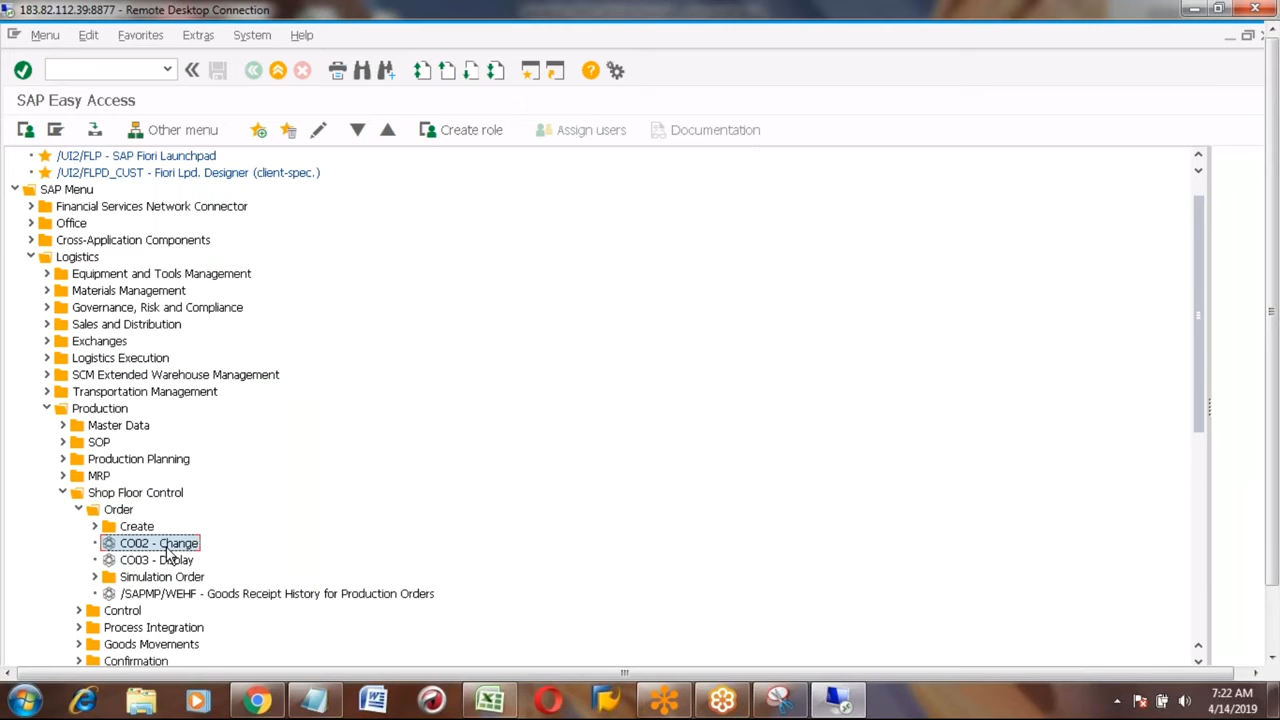 183.82.112.39:8877 - Remote Desktop Connection
Menu Edit Favorites Extras System Help
SAP Easy Access
Other menu Create role Assign users Documentation
/UI2/FLP - SAP Fiori Launchpad
/UI2/FLPD_CUST - Fiori Lpd. Designer (client-spec.)
SAP Menu
Financial Services Network Connector
Office
Cross-Application Components
Logistics
Equipment and Tools Management
Materials Management
Governance, Risk and Compliance
Sales and Distribution
Exchanges
Logistics Execution
SCM Extended Warehouse Management
Transportation Management
Production
Master Data
SOP
Production Planning
MRP
Shop Floor Control
Order
Create
CO02 - Change
CO03 - Display
Simulation Order
/SAPMP/WEHF - Goods Receipt History for Production Orders
Control
Process Integration
Goods Movements
Confirmation
7:22 AM
4/14/2019